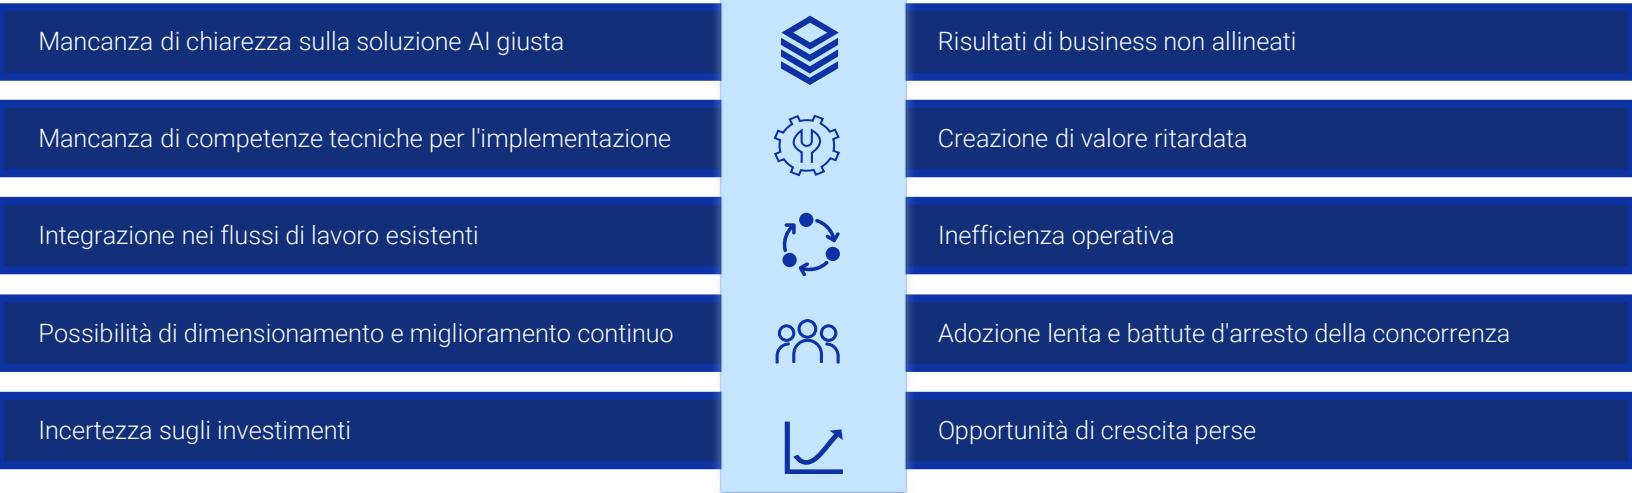 Mancanza di chiarezza sulla soluzione AI giusta
Risultati di business non allineati
Mancanza di competenze tecniche per l'implementazione
Creazione di valore ritardata
Integrazione nei flussi di lavoro esistenti
Inefficienza operativa
Possibilità di dimensionamento e miglioramento continuo
Adozione lenta e battute d'arresto della concorrenza
Incertezza sugli investimenti
Opportunità di crescita perse